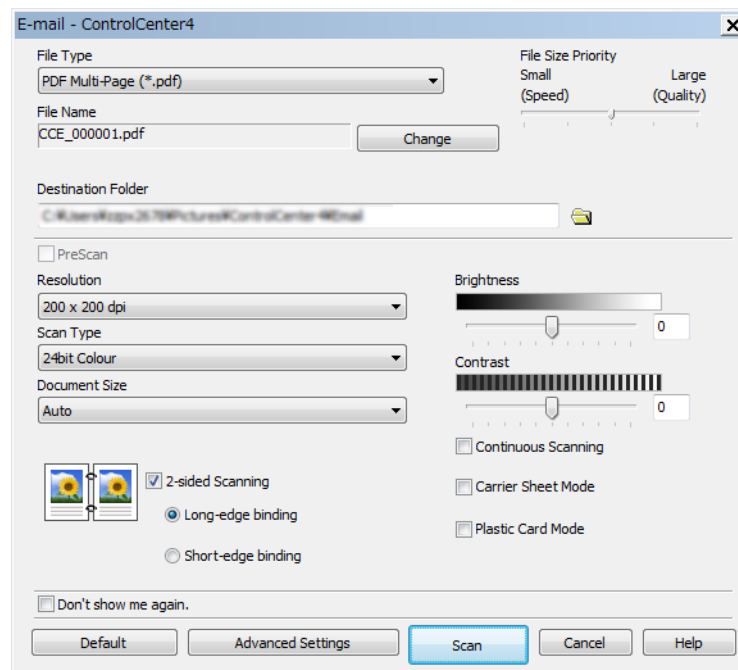 E-mail - ControlCenter4
File Type
PDF Multi-Page (*.pdf)
File Name
CCE_000001.pdf
Change
File Size Priority
Small Large
(Speed) (Quality)
Destination Folder
PreScan
Resolution
200 x 200 dpi
Scan Type
24bit Colour
Document Size
Auto
2-sided Scanning
Long-edge binding
Short-edge binding
Brightness
0
Contrast
0
Continuous Scanning
Carrier Sheet Mode
Plastic Card Mode
Don't show me again.
Default Advanced Settings Scan Cancel Help